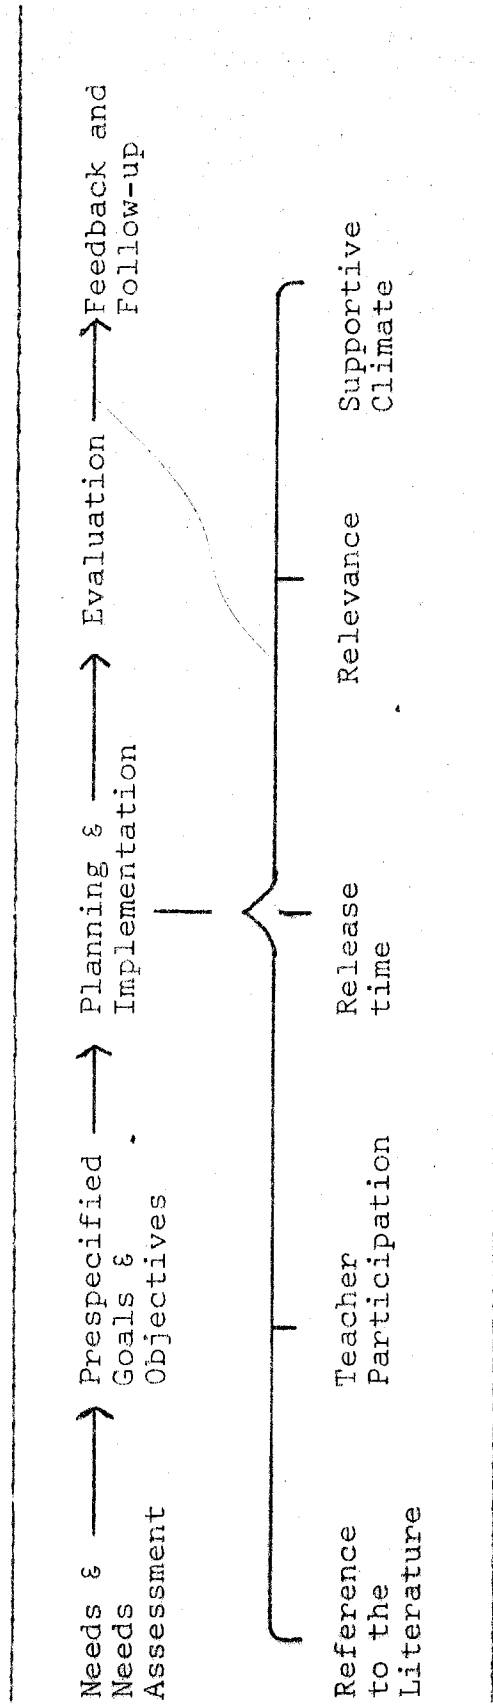 Needs &
Needs
Assessment
Prespecified
Goals &
Objectives
Planning &
Implementation
Evaluation
Feedback and
Follow-up
Reference
to the
Literature
Teacher
Participation
Release
time
Relevance
Supportive
Climate